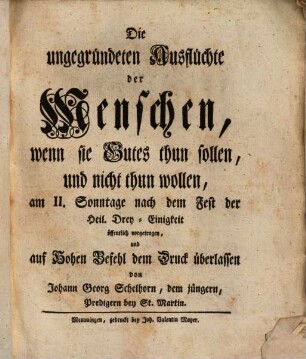 Die
ungegründeten Ausflüchte
der
Menschen,
wenn sie Gutes thun sollen,
und nicht thun wollen,
am II. Sonntage nach dem Fest der
Heil. Drey-Einigkeit
öffentlich vorgetragen,
und
auf Hohen Befehl dem Druck überlassen
von
Johann Georg Schelhorn, dem jüngern,
Predigern bey St. Martin.
Memmingen, gedruckt bey Joh. Valentin Mayer.